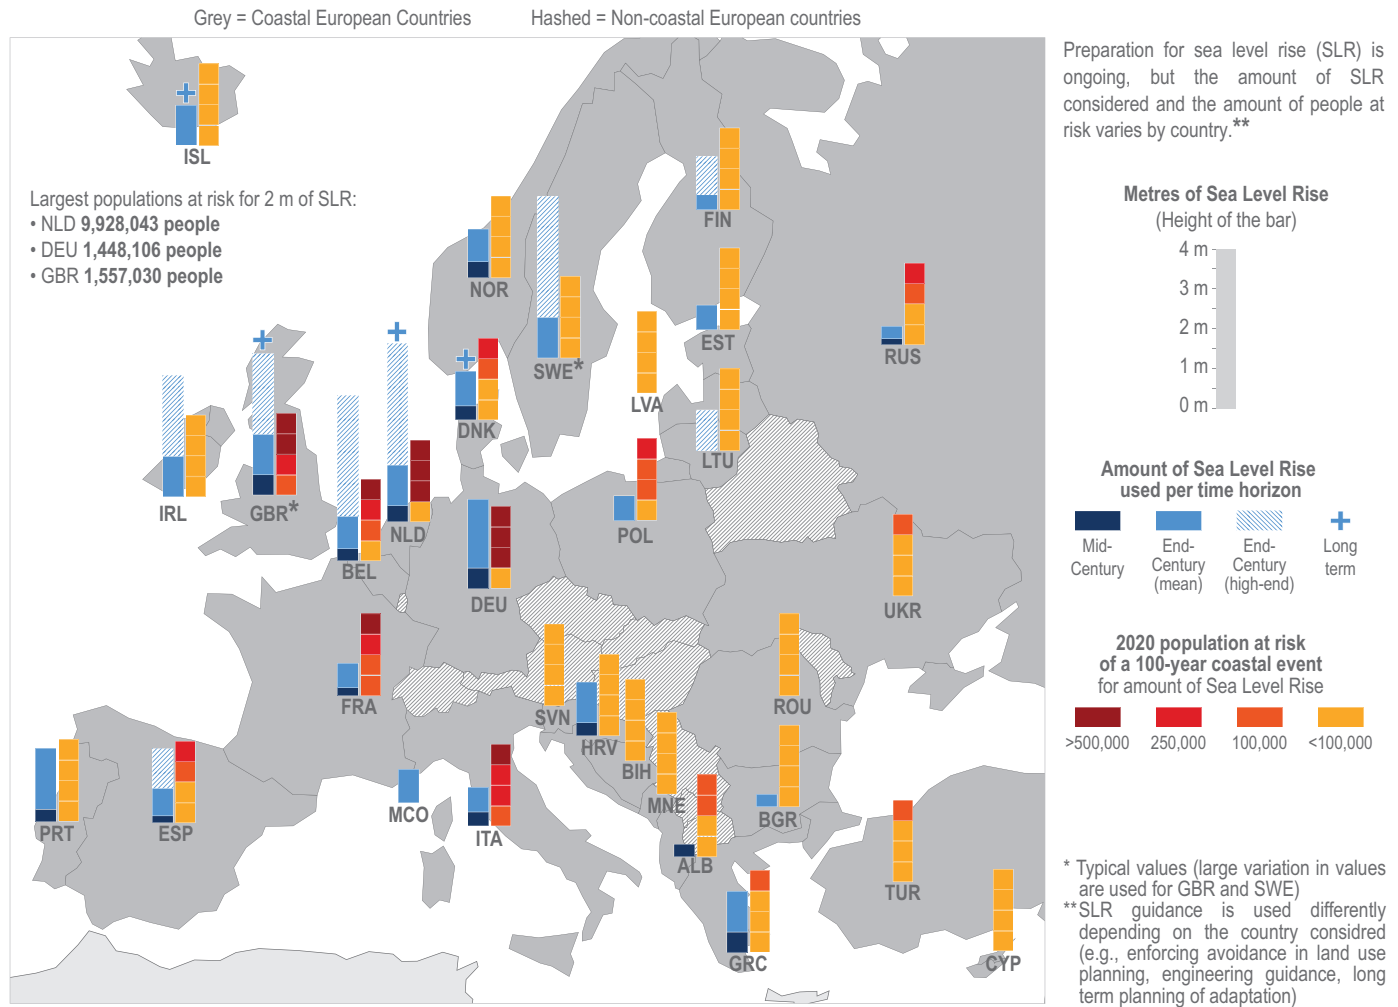 Grey = Coastal European Countries
Hashed = Non-coastal European countries
ISL
Largest populations at risk for 2 m of SLR:
• NLD 9,928,043 people
• DEU 1,448,106 people
• GBR 1,557,030 people
FIN
NOR
EST
RUS
SWE*
LVA
DNK
LTU
IRL
GBR*
NLD
POL
BEL
DEU
UKR
FRA
SVN
ROU
HRV
BIH
MNE
MCO
BGR
PRT
ESP
ITA
ALB
TUR
GRC
CYP
Preparation for sea level rise (SLR) is
ongoing, but the amount of SLR
considered and the amount of people at
risk varies by country.**
Metres of Sea Level Rise
(Height of the bar)
4 m
3 m
2 m
1 m
0 m
Amount of Sea Level Rise
used per time horizon
Mid-
Century
End-
Century
(mean)
End-
Century
(high-end)
Long
term
2020 population at risk
of a 100-year coastal event
for amount of Sea Level Rise
>500,000 250,000 100,000 <100,000
* Typical values (large variation in values
are used for GBR and SWE)
** SLR guidance is used differently
depending on the country considred
(e.g., enforcing avoidance in land use
planning, engineering guidance, long
term planning of adaptation)